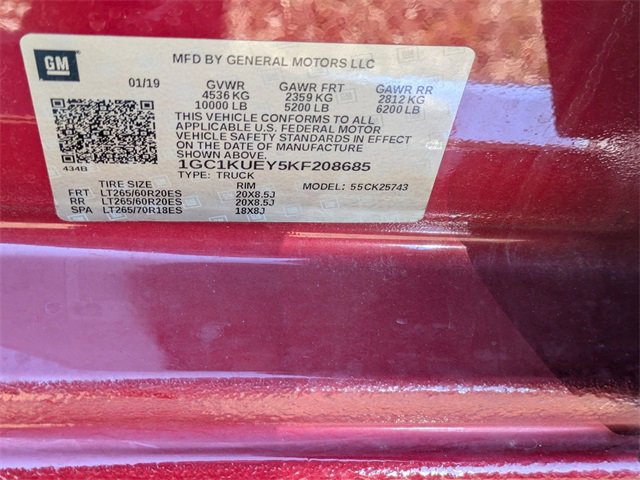 GM
MFD BY GENERAL MOTORS LLC
01/19 GVWR GAWR FRT GAWR RR
4536 KG 2359 KG 2812 KG
10000 LB 5200 LB 6200 LB
THIS VEHICLE CONFORMS TO ALL
APPLICABLE U.S. FEDERAL MOTOR
VEHICLE SAFETY STANDARDS IN EFFECT
ON THE DATE OF MANUFACTURE
SHOWN ABOVE.
434B 1GC1KUEY5KF208685
TYPE: TRUCK
TIRE SIZE RIM MODEL: 55CK25743
FRT LT265/60R20ES 20X8.5J
RR LT265/60R20ES 20X8.5J
SPA LT265/70R18ES 18X8J